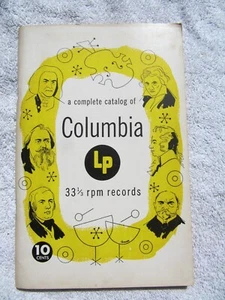 a complete catalog of
Columbia
LP
33⅓ rpm records
10
CENTS